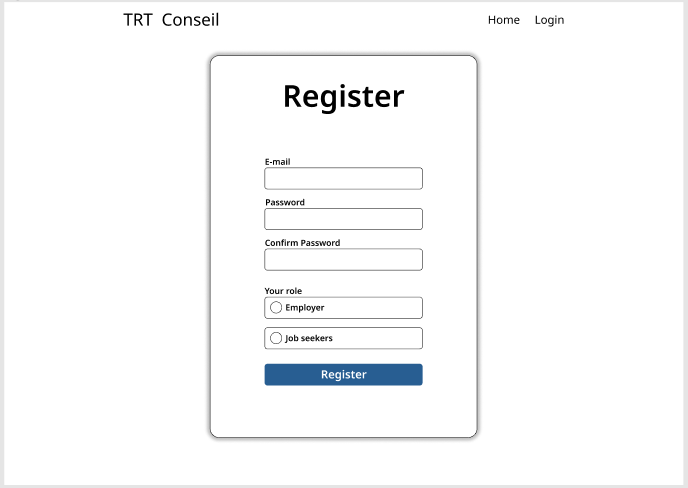 TRT Conseil
Home Login
Register
E-mail
Password
Confirm Password
Your role
Employer
Job seekers
Register